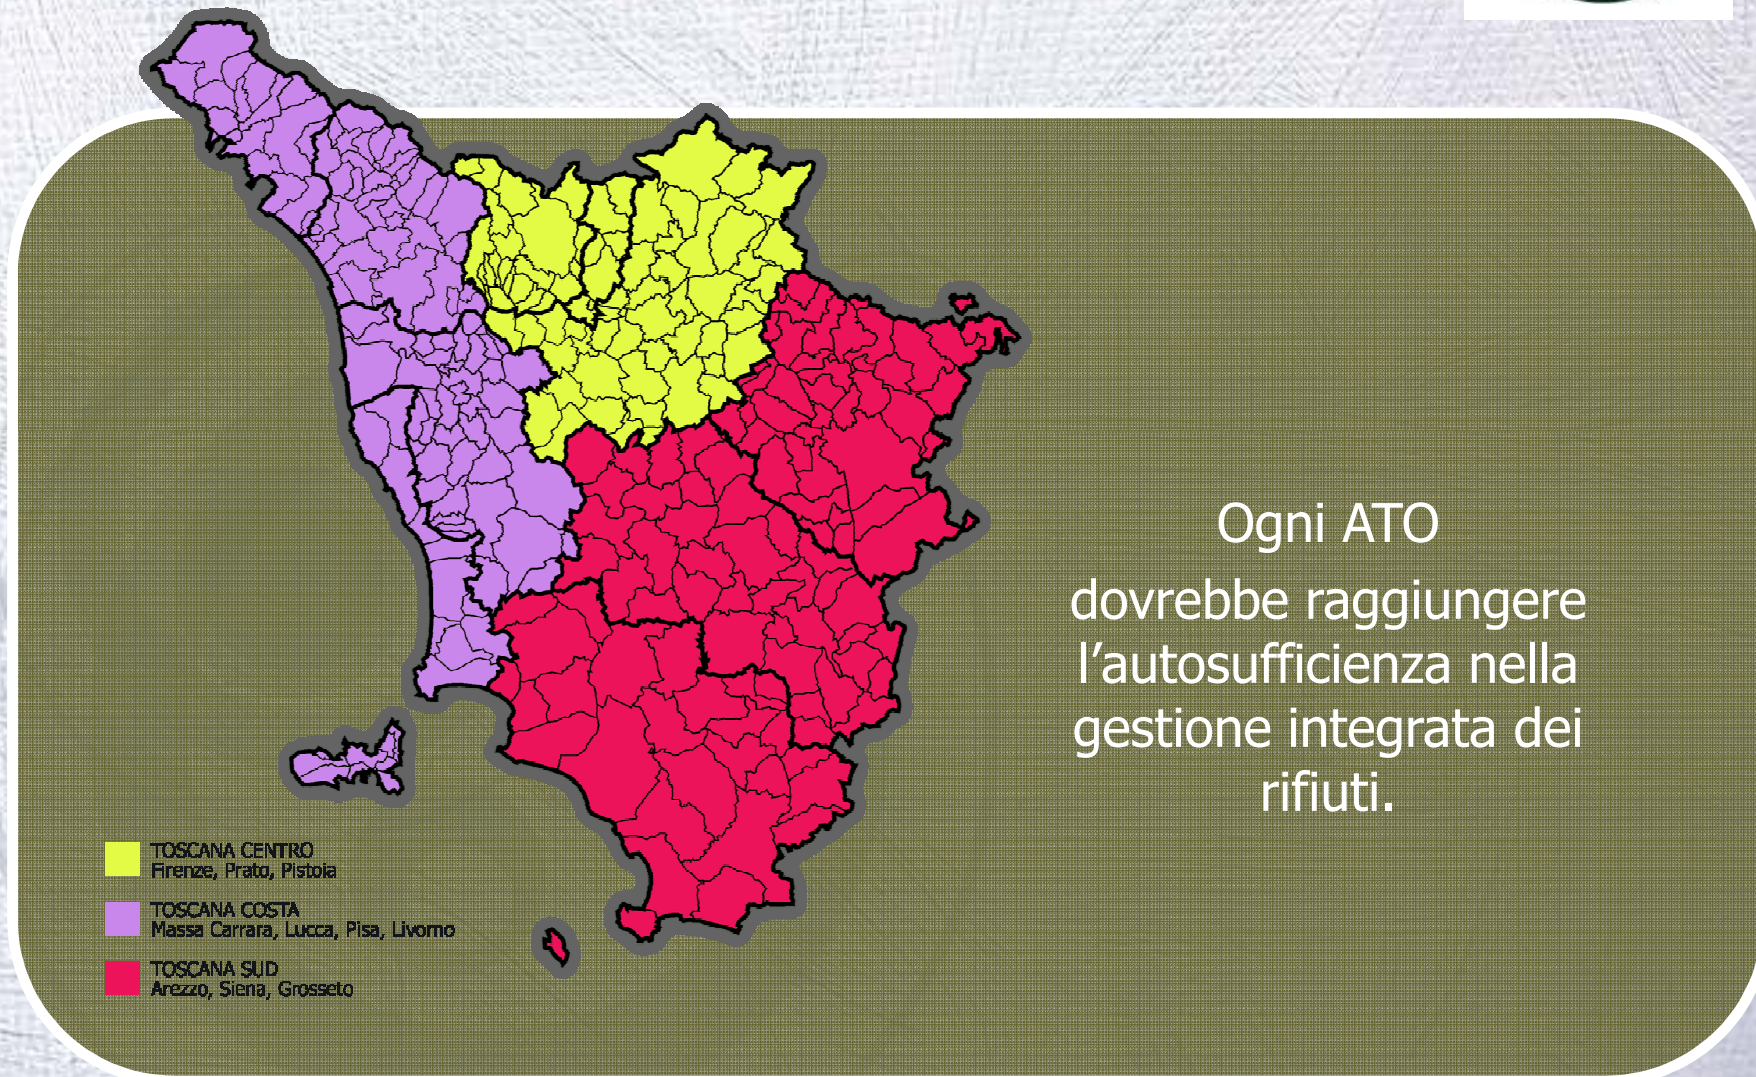 Ogni ATO
dovrebbe raggiungere
l’autosufficienza nella
gestione integrata dei
rifiuti.
TOSCANA CENTRO
Firenze, Prato, Pistoia
TOSCANA COSTA
Massa Carrara, Lucca, Pisa, Livorno
TOSCANA SUD
Arezzo, Siena, Grosseto